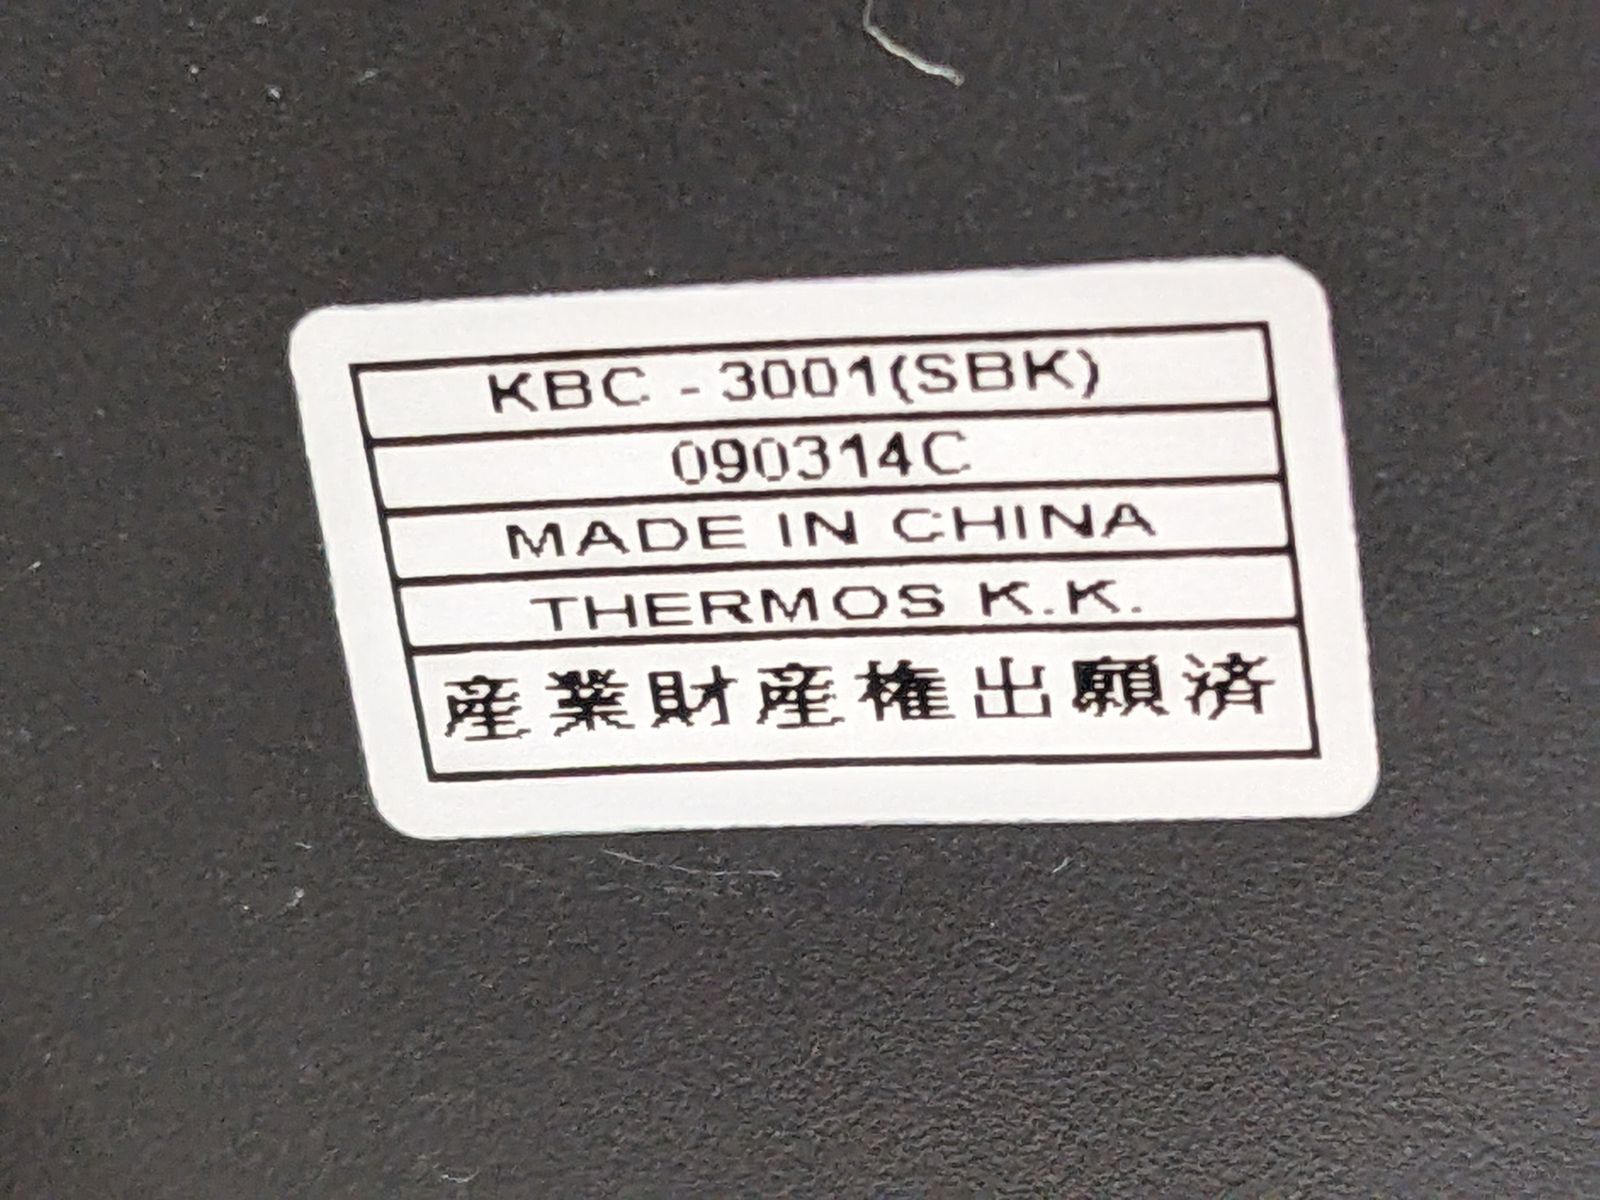 KBC - 3001(SBK)
090314C
MADE IN CHINA
THERMOS K.K.
産業財産権出願済